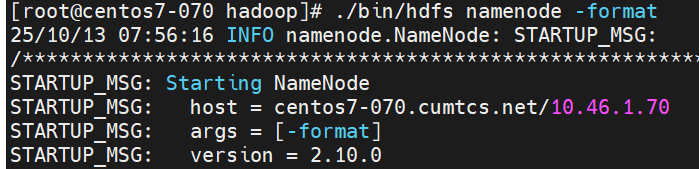 [root@centos7-070 hadoop]# ./bin/hdfs namenode -format
25/10/13 07:56:16 INFO namenode.NameNode: STARTUP_MSG:
/************************************************************
STARTUP_MSG: Starting NameNode
STARTUP_MSG:   host = centos7-070.cumtcs.net/10.46.1.70
STARTUP_MSG:   args = [-format]
STARTUP_MSG:   version = 2.10.0